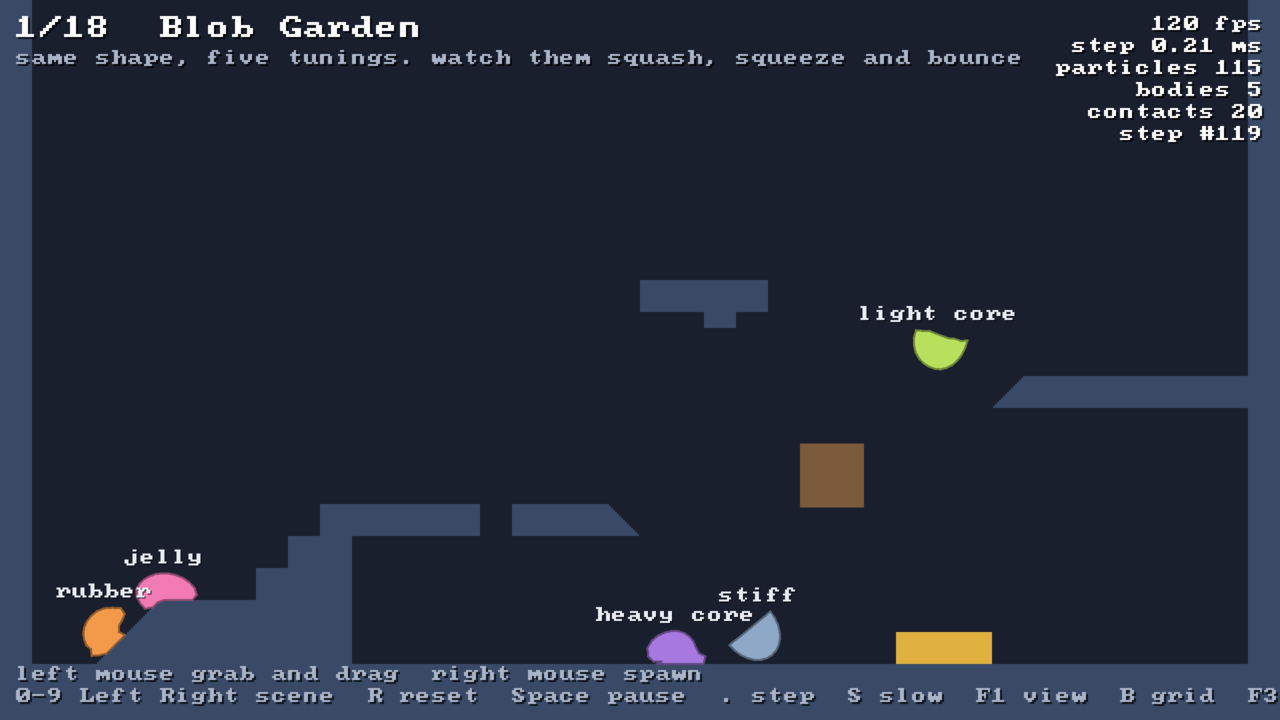 1/18  Blob Garden
same shape, five tunings. watch them squash, squeeze and bounce
120 fps
step 0.21 ms
particles 115
bodies 5
contacts 20
step #119
light core
jelly
rubber
stiff
heavy core
left mouse grab and drag  right mouse spawn
0-9 Left Right scene  R reset  Space pause  . step  S slow  F1 view  B grid  F3